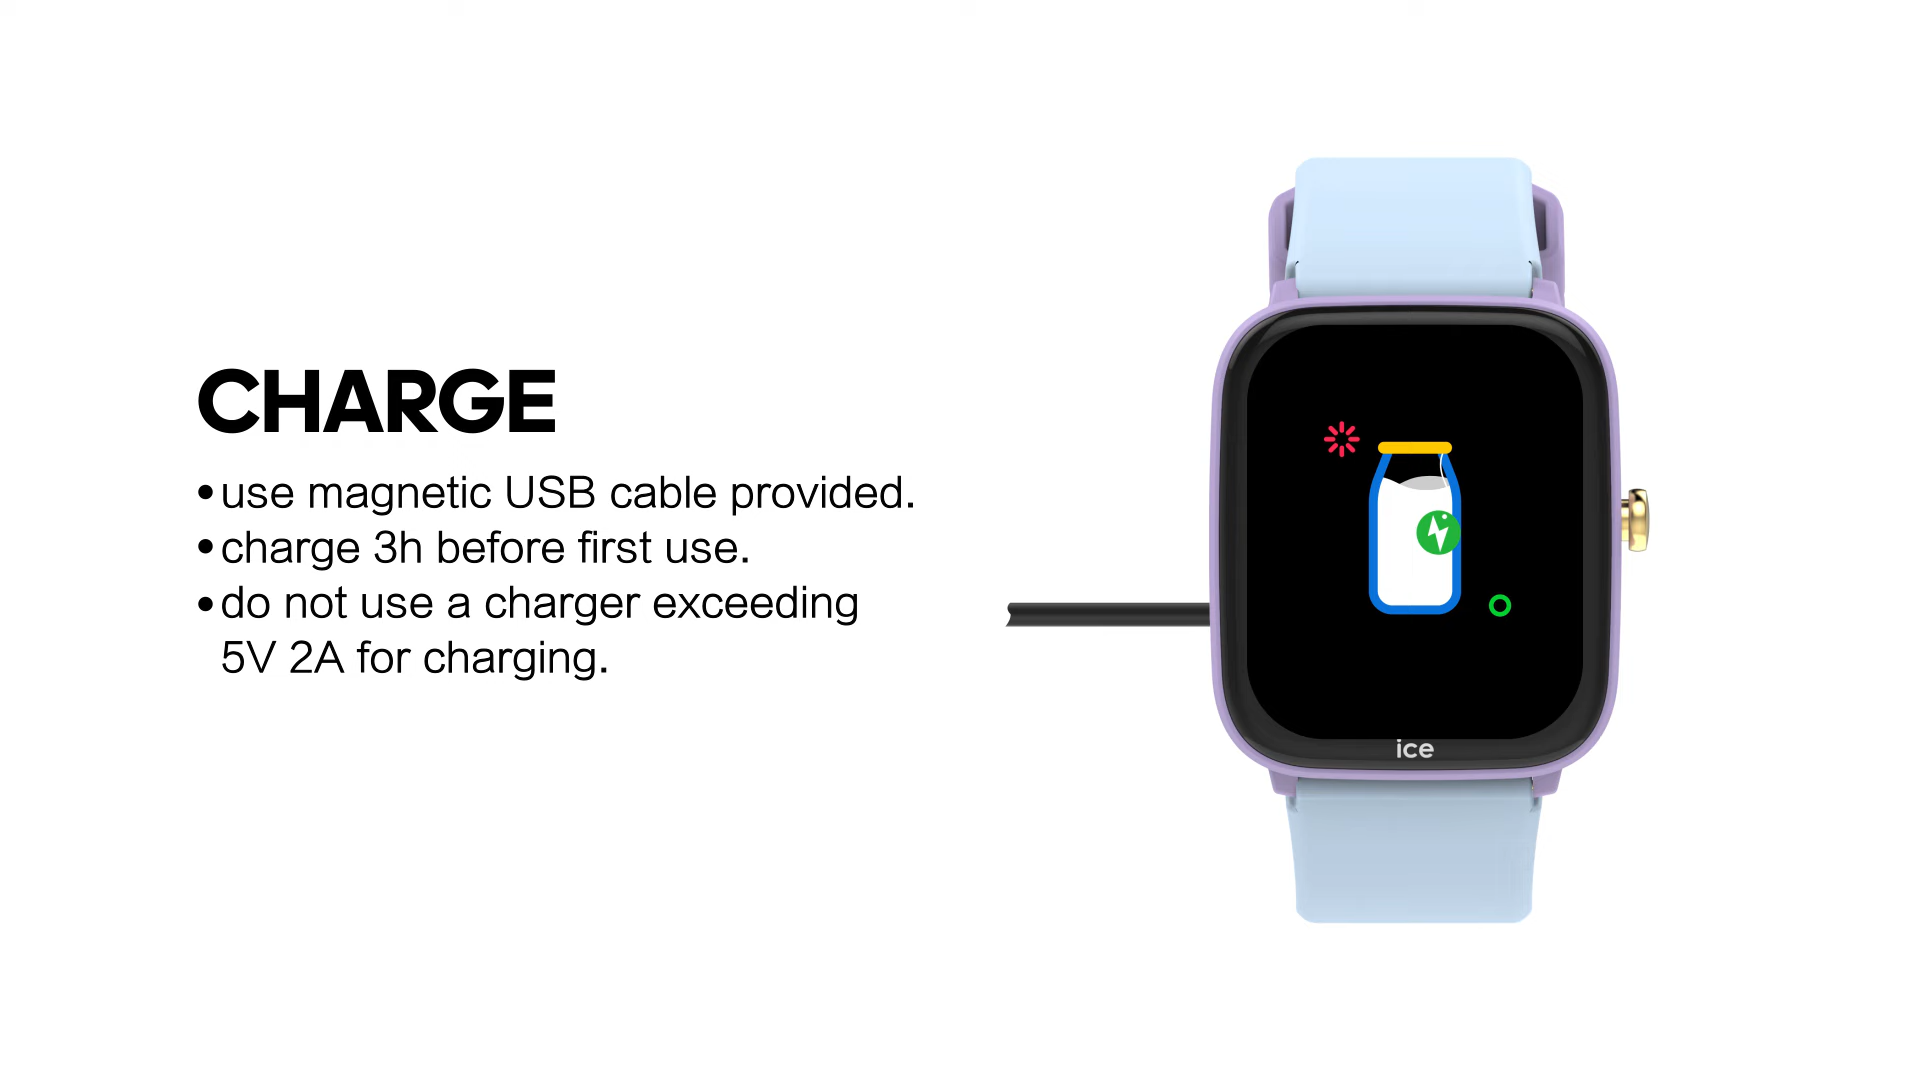 CHARGE
•use magnetic USB cable provided.
•charge 3h before first use.
•do not use a charger exceeding
5V 2A for charging.
ice